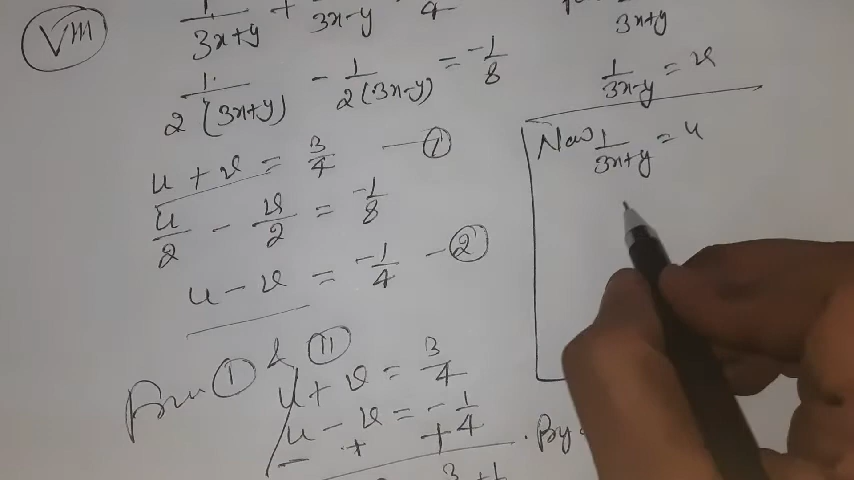 VIII
1/(3x+y) + 1/(3x-y) 4
1/(3x+y)
1/(2(3x+y)) - 1/(2(3x-y)) = -1/8
1/(3x-y) = v
u + v = 3/4 — ①
Now 1/(3x+y) = u
u/2 - v/2 = -1/8
u - v = -1/4 - ②
From Ⓘ & Ⓘ Ⓘ
u + v = 3/4
u - v = -1/4
- + +
. By
3+1